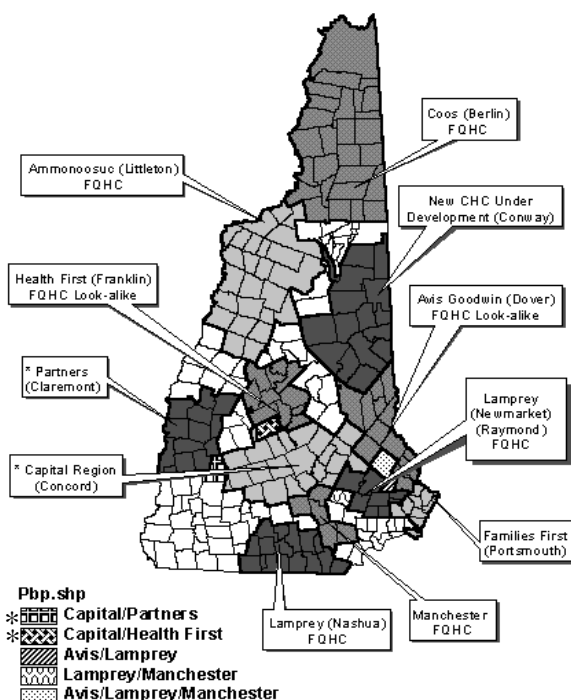 Coos (Berlin)
FQHC
Ammonoosuc (Littleton)
FQHC
New CHC Under
Development (Conway)
Health First (Franklin)
FQHC Look-alike
Avis Goodwin (Dover)
FQHC Look-alike
* Partners
(Claremont)
Lamprey
(Newmarket)
(Raymond)
FQHC
* Capital Region
(Concord)
Families First
(Portsmouth)
Lamprey (Nashua)
FQHC
Manchester
FQHC
Pbp.shp
* Capital/Partners
* Capital/Health First
Avis/Lamprey
Lamprey/Manchester
Avis/Lamprey/Manchester